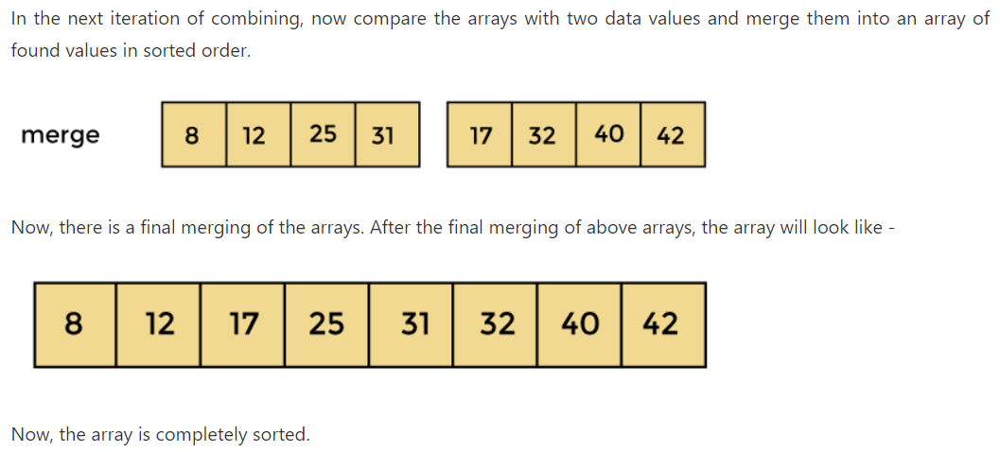 In the next iteration of combining, now compare the arrays with two data values and merge them into an array of
found values in sorted order.
merge 8 12 25 31 17 32 40 42
Now, there is a final merging of the arrays. After the final merging of above arrays, the array will look like -
8 12 17 25 31 32 40 42
Now, the array is completely sorted.